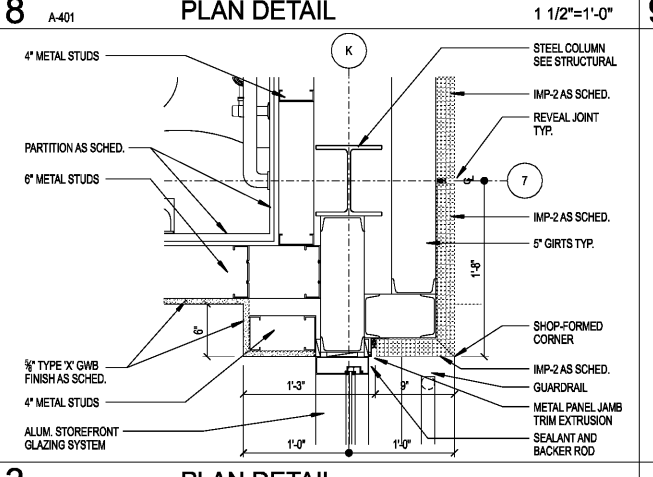 8 A-401 PLAN DETAIL 1 1/2"=1'-0"
K
4" METAL STUDS
STEEL COLUMN
SEE STRUCTURAL
IMP-2 AS SCHED.
REVEAL JOINT
TYP.
PARTITION AS SCHED.
6" METAL STUDS
7
IMP-2 AS SCHED.
5" GIRTS TYP.
1'-8"
6"
SHOP-FORMED
CORNER
⅝" TYPE 'X' GWB
FINISH AS SCHED.
IMP-2 AS SCHED.
1'-3"
9"
GUARDRAIL
4" METAL STUDS
METAL PANEL JAMB
TRIM EXTRUSION
ALUM. STOREFRONT
GLAZING SYSTEM
1'-0"
1'-0"
SEALANT AND
BACKER ROD
PLAN DETAIL